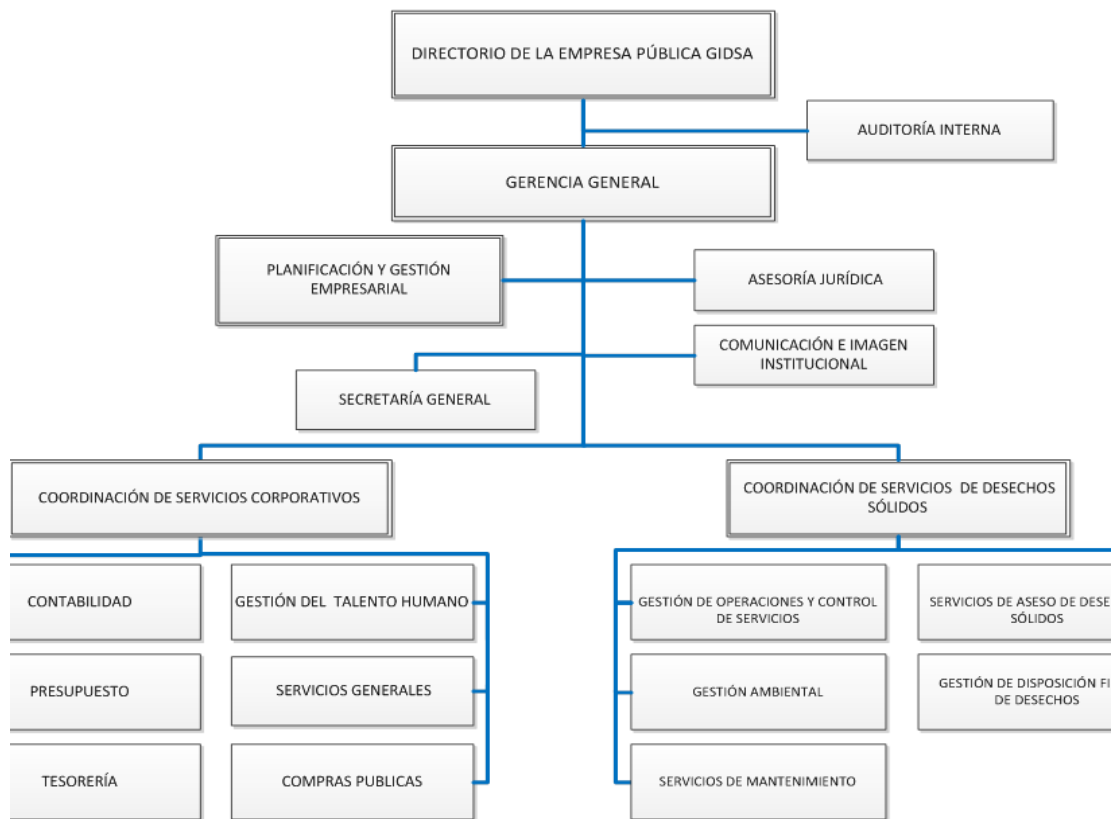 DIRECTORIO DE LA EMPRESA PÚBLICA GIDSA
AUDITORÍA INTERNA
GERENCIA GENERAL
PLANIFICACIÓN Y GESTIÓN
EMPRESARIAL
ASESORÍA JURÍDICA
COMUNICACIÓN E IMAGEN
INSTITUCIONAL
SECRETARÍA GENERAL
COORDINACIÓN DE SERVICIOS CORPORATIVOS
COORDINACIÓN DE SERVICIOS DE DESECHOS
SÓLIDOS
CONTABILIDAD
GESTIÓN DEL TALENTO HUMANO
GESTIÓN DE OPERACIONES Y CONTROL
DE SERVICIOS
SERVICIOS DE ASESO DE
SÓLIDOS
PRESUPUESTO
SERVICIOS GENERALES
GESTIÓN AMBIENTAL
GESTIÓN DE DISPOSICIÓN
DE DESECHOS
TESORERÍA
COMPRAS PUBLICAS
SERVICIOS DE MANTENIMIENTO